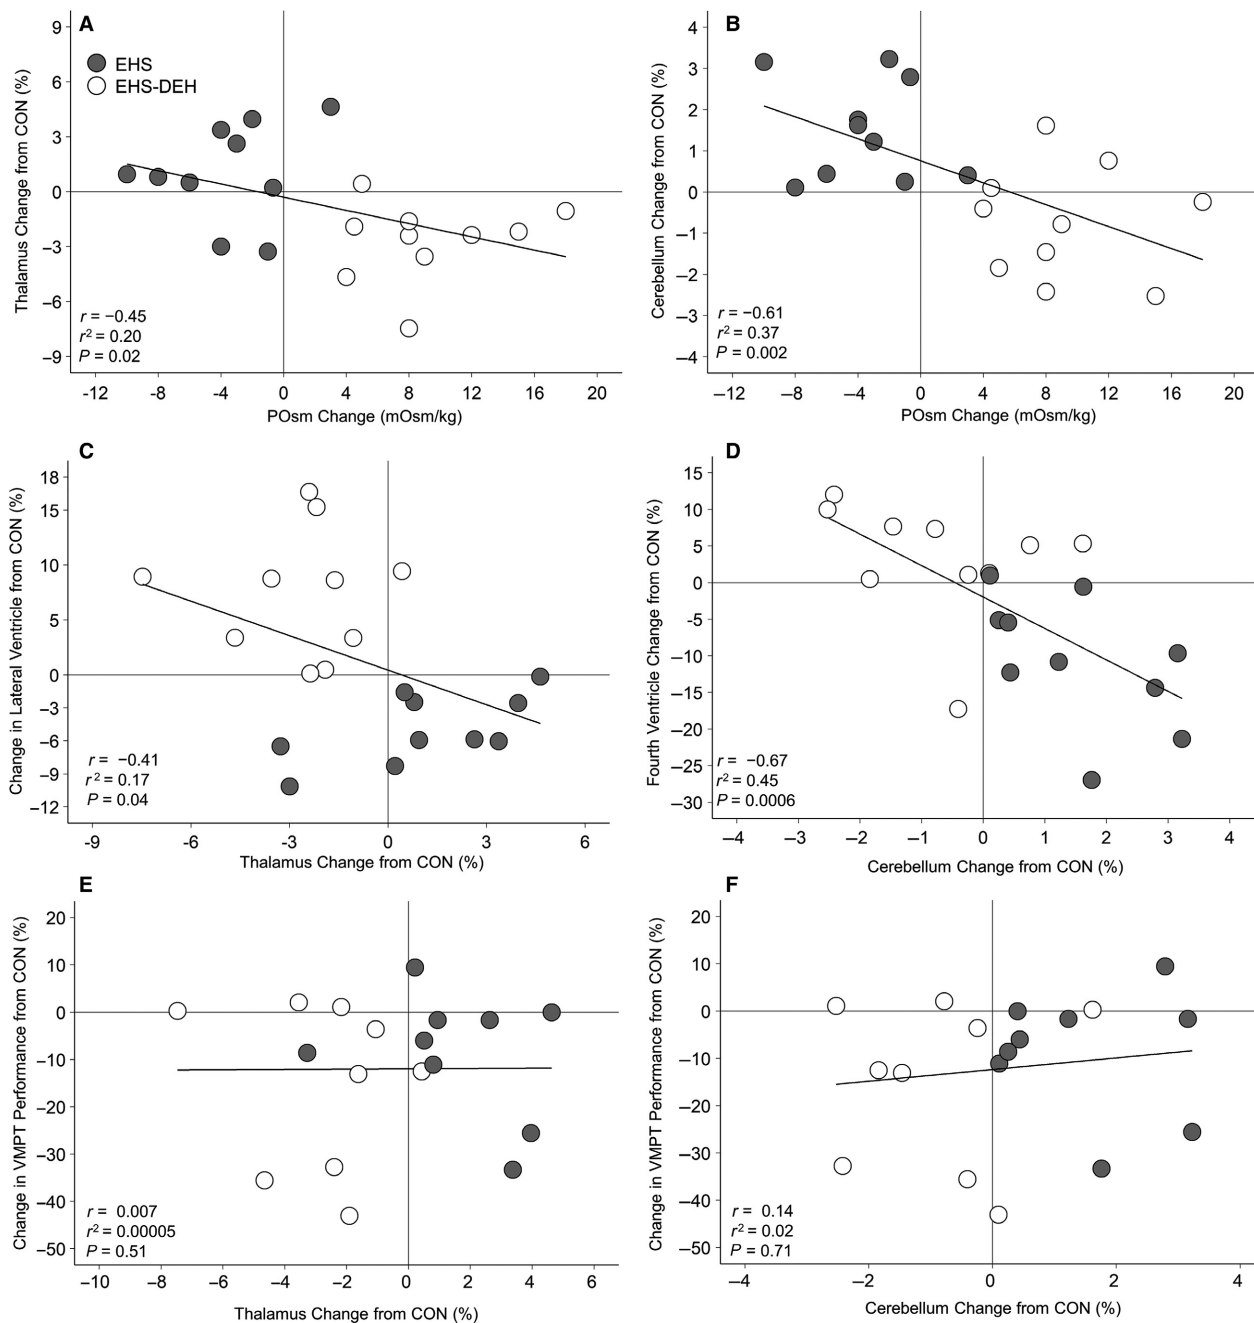 A
EHS
EHS-DEH
Thalamus Change from CON (%)
9
6
3
0
−3
−6
−9
r = −0.45
r² = 0.20
P = 0.02
-12 -8 -4 0 4 8 12 16 20
POsm Change (mOsm/kg)
B
Cerebellum Change from CON (%)
4
3
2
1
0
−1
−2
−3
−4
r = −0.61
r² = 0.37
P = 0.002
−12 −8 −4 0 4 8 12 16 20
POsm Change (mOsm/kg)
C
Change in Lateral Ventricle from CON (%)
18
15
10
5
0
−3
−6
−9
−12
r = −0.41
r² = 0.17
P = 0.04
-9 -6 -3 0 3 6
Thalamus Change from CON (%)
D
Fourth Ventricle Change from CON (%)
15
10
5
0
-5
−10
−15
−20
−25
−30
r = −0.67
r² = 0.45
P = 0.0006
−4 −3 −2 −1 0 1 2 3 4
Cerebellum Change from CON (%)
E
Change in VMPT Performance from CON (%)
20
10
0
−10
−20
−30
−40
−50
r = 0.007
r² = 0.00005
P = 0.51
−10 −8 −6 −4 −2 0 2 4 6
Thalamus Change from CON (%)
F
Change in VMPT Performance from CON (%)
20
10
0
−10
−20
−30
−40
−50
r = 0.14
r² = 0.02
P = 0.71
−4 −2 0 2 4
Cerebellum Change from CON (%)